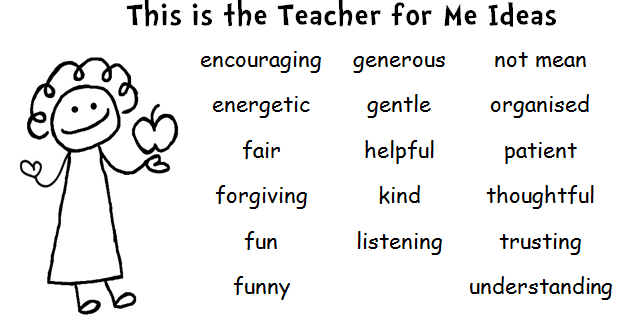 This is the Teacher for Me Ideas
encouraging generous not mean
energetic gentle organised
fair helpful patient
forgiving kind thoughtful
fun listening trusting
funny understanding